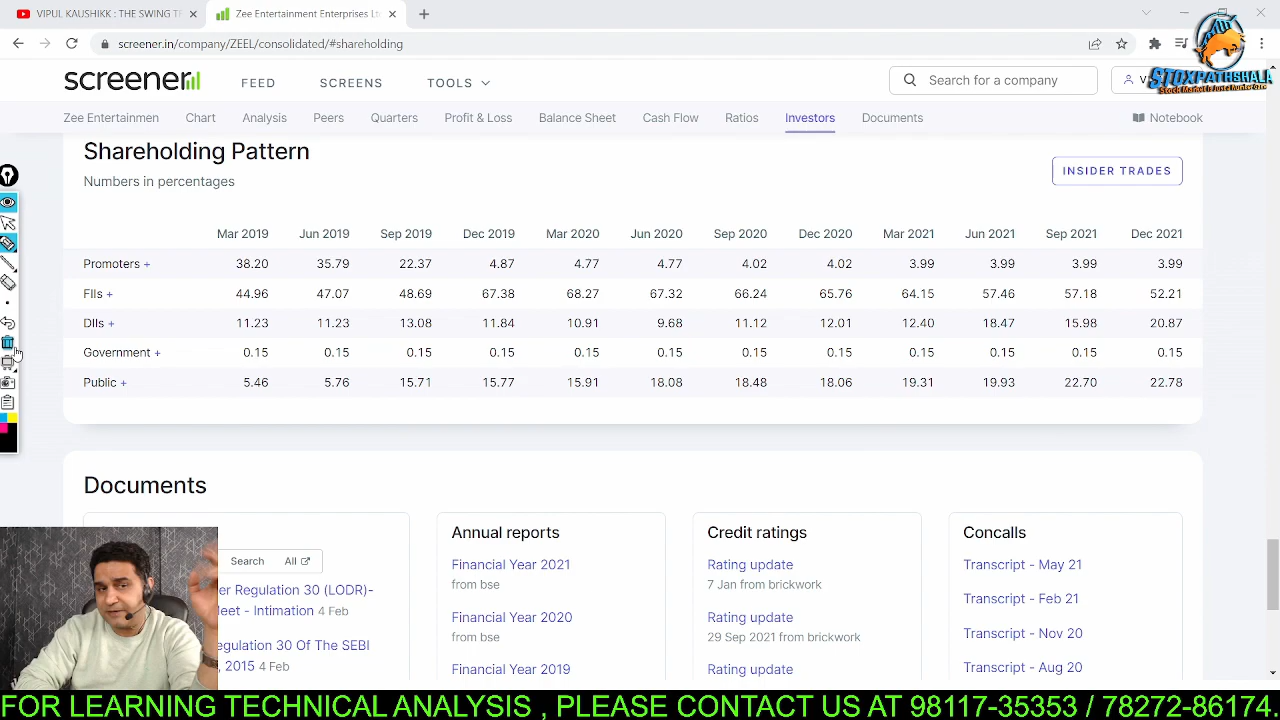 VIPUL KAUSHIKK : THE SWING T
Zee Entertainment Enterprises Lt
screener.in/company/ZEEL/consolidated/#shareholding
STOXPATHSHALA
screener
FEED
SCREENS
TOOLS
Search for a company
V
Zee Entertainmen
Chart
Analysis
Peers
Quarters
Profit & Loss
Balance Sheet
Cash Flow
Ratios
Investors
Documents
Notebook
Shareholding Pattern
Numbers in percentages
INSIDER TRADES
Mar 2019 Jun 2019 Sep 2019 Dec 2019 Mar 2020 Jun 2020 Sep 2020 Dec 2020 Mar 2021 Jun 2021 Sep 2021 Dec 2021
Promoters + 38.20 35.79 22.37 4.87 4.77 4.77 4.02 4.02 3.99 3.99 3.99 3.99
FIIs + 44.96 47.07 48.69 67.38 68.27 67.32 66.24 65.76 64.15 57.46 57.18 52.21
DIIs + 11.23 11.23 13.08 11.84 10.91 9.68 11.12 12.01 12.40 18.47 15.98 20.87
Government + 0.15 0.15 0.15 0.15 0.15 0.15 0.15 0.15 0.15 0.15 0.15 0.15
Public + 5.46 5.76 15.71 15.77 15.91 18.08 18.48 18.06 19.31 19.93 22.70 22.78
Documents
Search
All
er Regulation 30 (LODR)-
leet - Intimation 4 Feb
egulation 30 Of The SEBI
, 2015 4 Feb
Annual reports
Financial Year 2021
from bse
Financial Year 2020
from bse
Financial Year 2019
Credit ratings
Rating update
7 Jan from brickwork
Rating update
29 Sep 2021 from brickwork
Rating update
Concalls
Transcript - May 21
Transcript - Feb 21
Transcript - Nov 20
Transcript - Aug 20
FOR LEARNING TECHNICAL ANALYSIS , PLEASE CONTACT US AT 98117-35353 / 78272-86174.